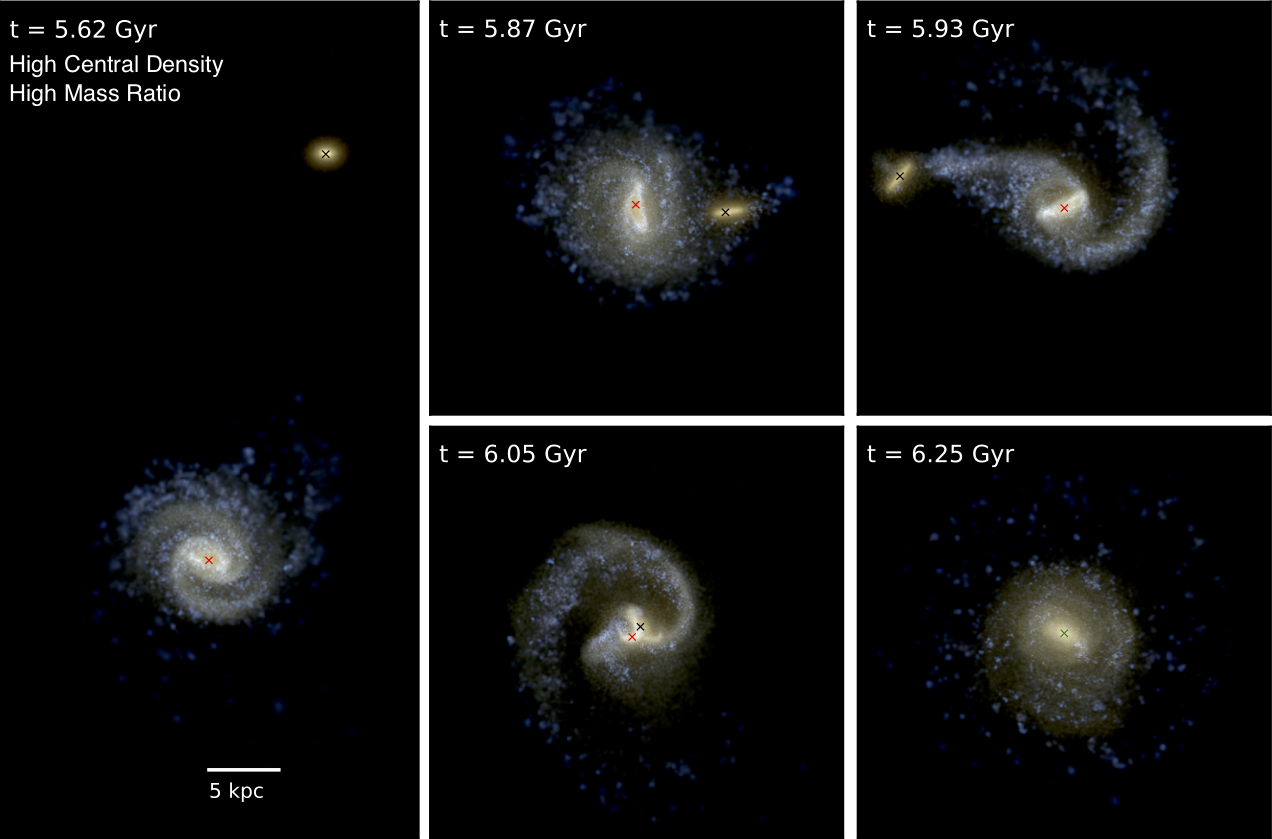 t = 5.62 Gyr
High Central Density
High Mass Ratio
5 kpc
t = 5.87 Gyr
t = 5.93 Gyr
t = 6.05 Gyr
t = 6.25 Gyr